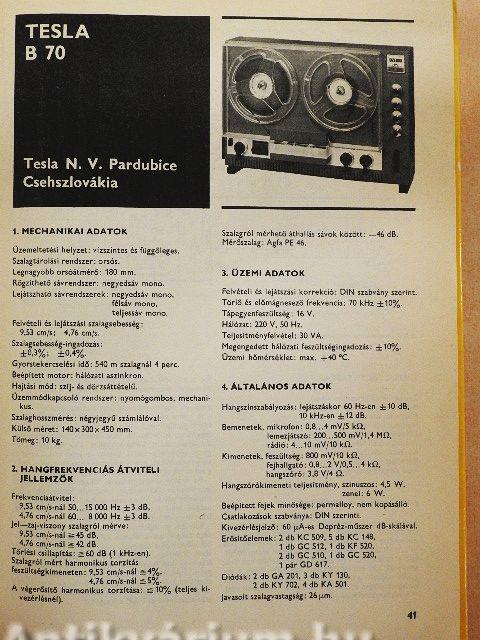 TESLA
B 70
Tesla N. V. Pardubice
Csehszlovákia
1. MECHANIKAI ADATOK
Üzemeltetési helyzet: vízszintes és függőleges.
Szalagtárolási rendszer: orsós.
Legnagyobb orsóátmérő: 180 mm.
Rögzíthető sávrendszer: negyedsáv mono.
Lejátszható sávrendszerek: negyedsáv mono,
félsáv mono,
teljessáv mono.
Felvételi és lejátszási szalagsebesség:
9,53 cm/s; 4,76 cm/s.
Szalagsebesség-ingadozás:
±0,3%; ±0,4%.
Gyorstekercselési idő: 540 m szalagnál 4 perc.
Beépített motor: hálózati aszinkron.
Hajtási mód: szíj- és dörzsáttételű.
Üzemmódkapcsoló rendszer: nyomógombos, mechani-
kus.
Szalaghosszmérés: négyjegyű számlálóval.
Külső méret: 140×300×450 mm.
Tömeg: 10 kg.
2. HANGFREKVENCIÁS ÁTVITELI
JELLEMZŐK
Frekvenciaátvitel:
9,53 cm/s-nál 50...15 000 Hz ±3 dB,
4,76 cm/s-nál 60... 8 000 Hz ±3 dB.
Jel—zaj-viszony szalagról mérve:
9,53 cm/s-nál ≥45 dB,
4,76 cm/s-nál ≥42 dB.
Törlési csillapítás: ≥60 dB (1 kHz-en).
Szalagról mért harmonikus torzítás
feszültségkimeneten: 9,53 cm/s-nál ≤4%,
4,76 cm/s-nál ≤5%.
A végerősítő harmonikus torzítása: ≤10% (teljes ki-
vezérlésnél).
Szalagról mérhető áthallás sávok között: —46 dB.
Mérőszalag: Agfa PE 46.
3. ÜZEMI ADATOK
Felvételi és lejátszási korrekció: DIN szabvány szerint.
Törlő és előmágnesező frekvencia: 70 kHz ±10%.
Tápegyenfeszültség: 16 V.
Hálózat: 220 V, 50 Hz.
Teljesítményfelvétel: 30 VA.
Megengedett hálózati feszültségingadozás: ±10%.
Üzemi hőmérséklet: max. +40 °C.
4. ÁLTALÁNOS ADATOK
Hangszínszabályozás: lejátszáskor 60 Hz-en ±10 dB,
10 kHz-en ±12 dB.
Bemenetek, mikrofon: 0,8...4 mV/5 kΩ,
lemezjátszó: 200...500 mV/1,4 MΩ,
rádió: 4...10 mV/10 kΩ.
Kimenetek, feszültség: 800 mV/10 kΩ,
fejhallgató: 0,8...2 V/0,5...4 kΩ,
hangszóró: 3,8 V/4 Ω.
Hangszórókimeneti teljesítmény, szinuszos: 4,5 W,
zenei: 6 W.
Beépített fejek minősége: permalloy, nem kopásálló.
Csatlakozások szabványa: DIN szerinti.
Kivezérlésjelző: 60 μA-es Deprèz-műszer dB-skálával.
Erősítőelemek: 2 db KC 509, 5 db KC 148,
1 db GC 512, 1 db KF 520,
2 db GC 510, 1 db GC 520,
1 pár GD 617.
Diódák: 2 db GA 201, 3 db KY 130,
2 db KY 702, 4 db KA 501.
Javasolt szalagvastagság: 26 μm.
41